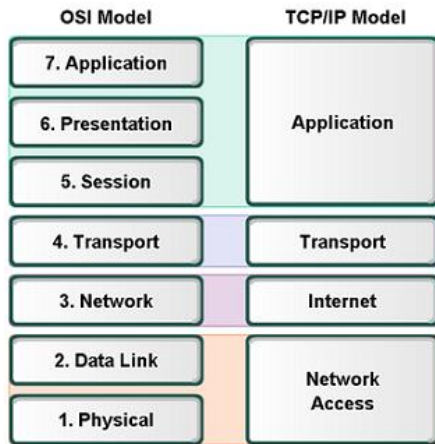 OSI Model
TCP/IP Model
7. Application
6. Presentation
5. Session
Application
4. Transport
Transport
3. Network
Internet
2. Data Link
1. Physical
Network
Access